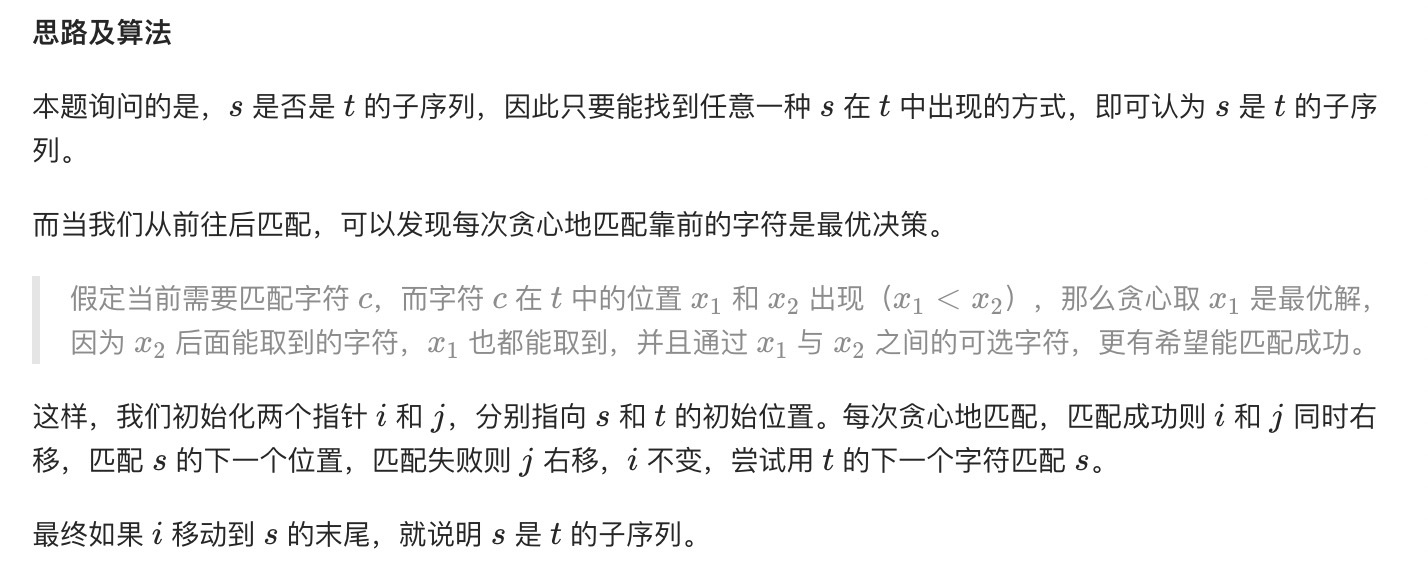 思路及算法
本题询问的是，s 是否是 t 的子序列，因此只要能找到任意一种 s 在 t 中出现的方式，即可认为 s 是 t 的子序
列。
而当我们从前往后匹配，可以发现每次贪心地匹配靠前的字符是最优决策。
假定当前需要匹配字符 c，而字符 c 在 t 中的位置 x₁ 和 x₂ 出现（x₁ < x₂），那么贪心取 x₁ 是最优解，
因为 x₂ 后面能取到的字符，x₁ 也都能取到，并且通过 x₁ 与 x₂ 之间的可选字符，更有希望能匹配成功。
这样，我们初始化两个指针 i 和 j，分别指向 s 和 t 的初始位置。每次贪心地匹配，匹配成功则 i 和 j 同时右
移，匹配 s 的下一个位置，匹配失败则 j 右移，i 不变，尝试用 t 的下一个字符匹配 s。
最终如果 i 移动到 s 的末尾，就说明 s 是 t 的子序列。